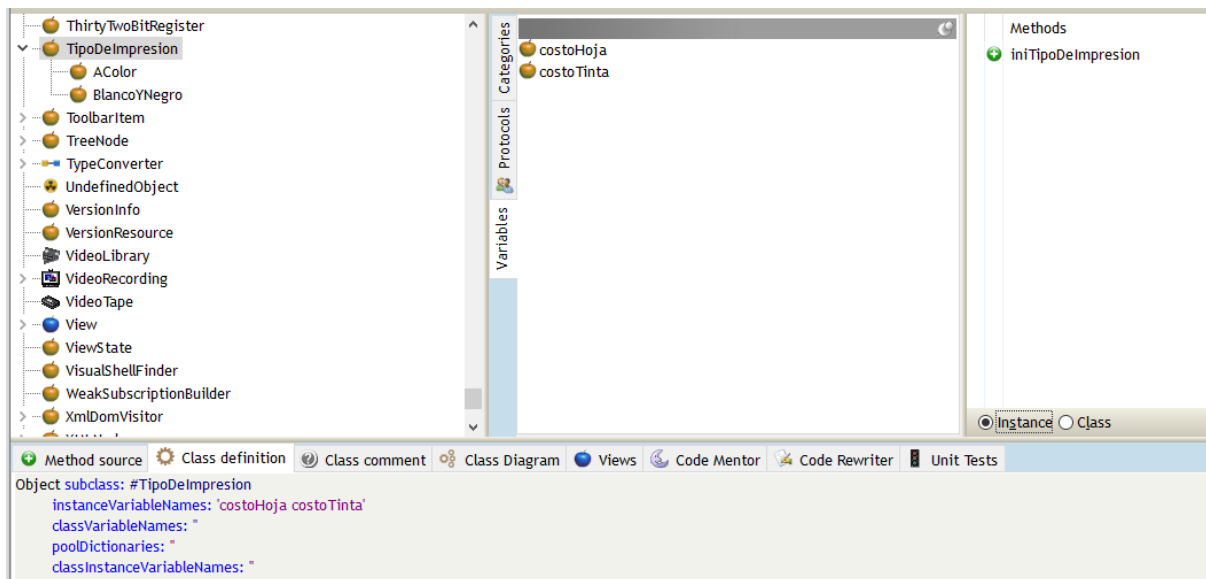 ThirtyTwoBitRegister
TipoDeImpresion
AColor
BlancoYNegro
ToolbarItem
TreeNode
TypeConverter
UndefinedObject
VersionInfo
VersionResource
VideoLibrary
VideoRecording
VideoTape
View
ViewState
VisualShellFinder
WeakSubscriptionBuilder
XmlDomVisitor
Categories
Protocols
Variables
costoHoja
costoTinta
Methods
iniTipoDeImpresion
Instance Class
Method source Class definition Class comment Class Diagram Views Code Mentor Code Rewriter Unit Tests
Object subclass: #TipoDeImpresion
instanceVariableNames: 'costoHoja costoTinta'
classVariableNames: ''
poolDictionaries: ''
classInstanceVariableNames: ''